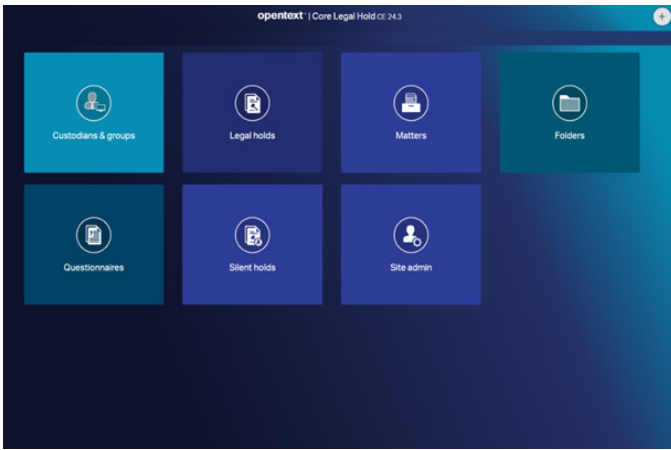 opentext™ | Core Legal Hold CE 24.3
Custodians & groups
Legal holds
Matters
Folders
Questionnaires
Silent holds
Site admin